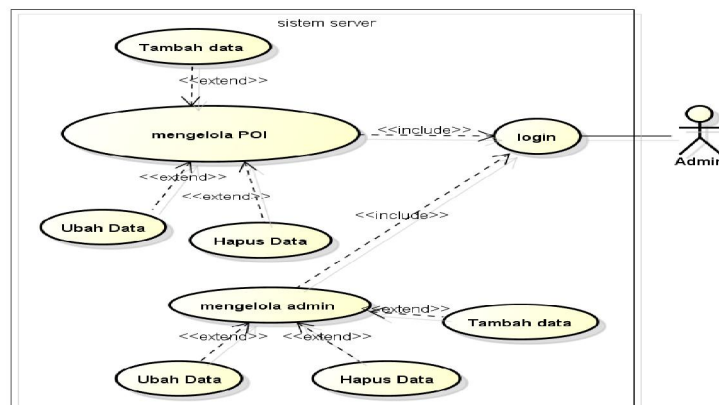 sistem server
Tambah data
<<extend>>
mengelola POI
<<include>>
login
Admin
<<extend>>
<<extend>>
Ubah Data
Hapus Data
<<include>>
mengelola admin
<<extend>>
Tambah data
<<extend>>
<<extend>>
Ubah Data
Hapus Data